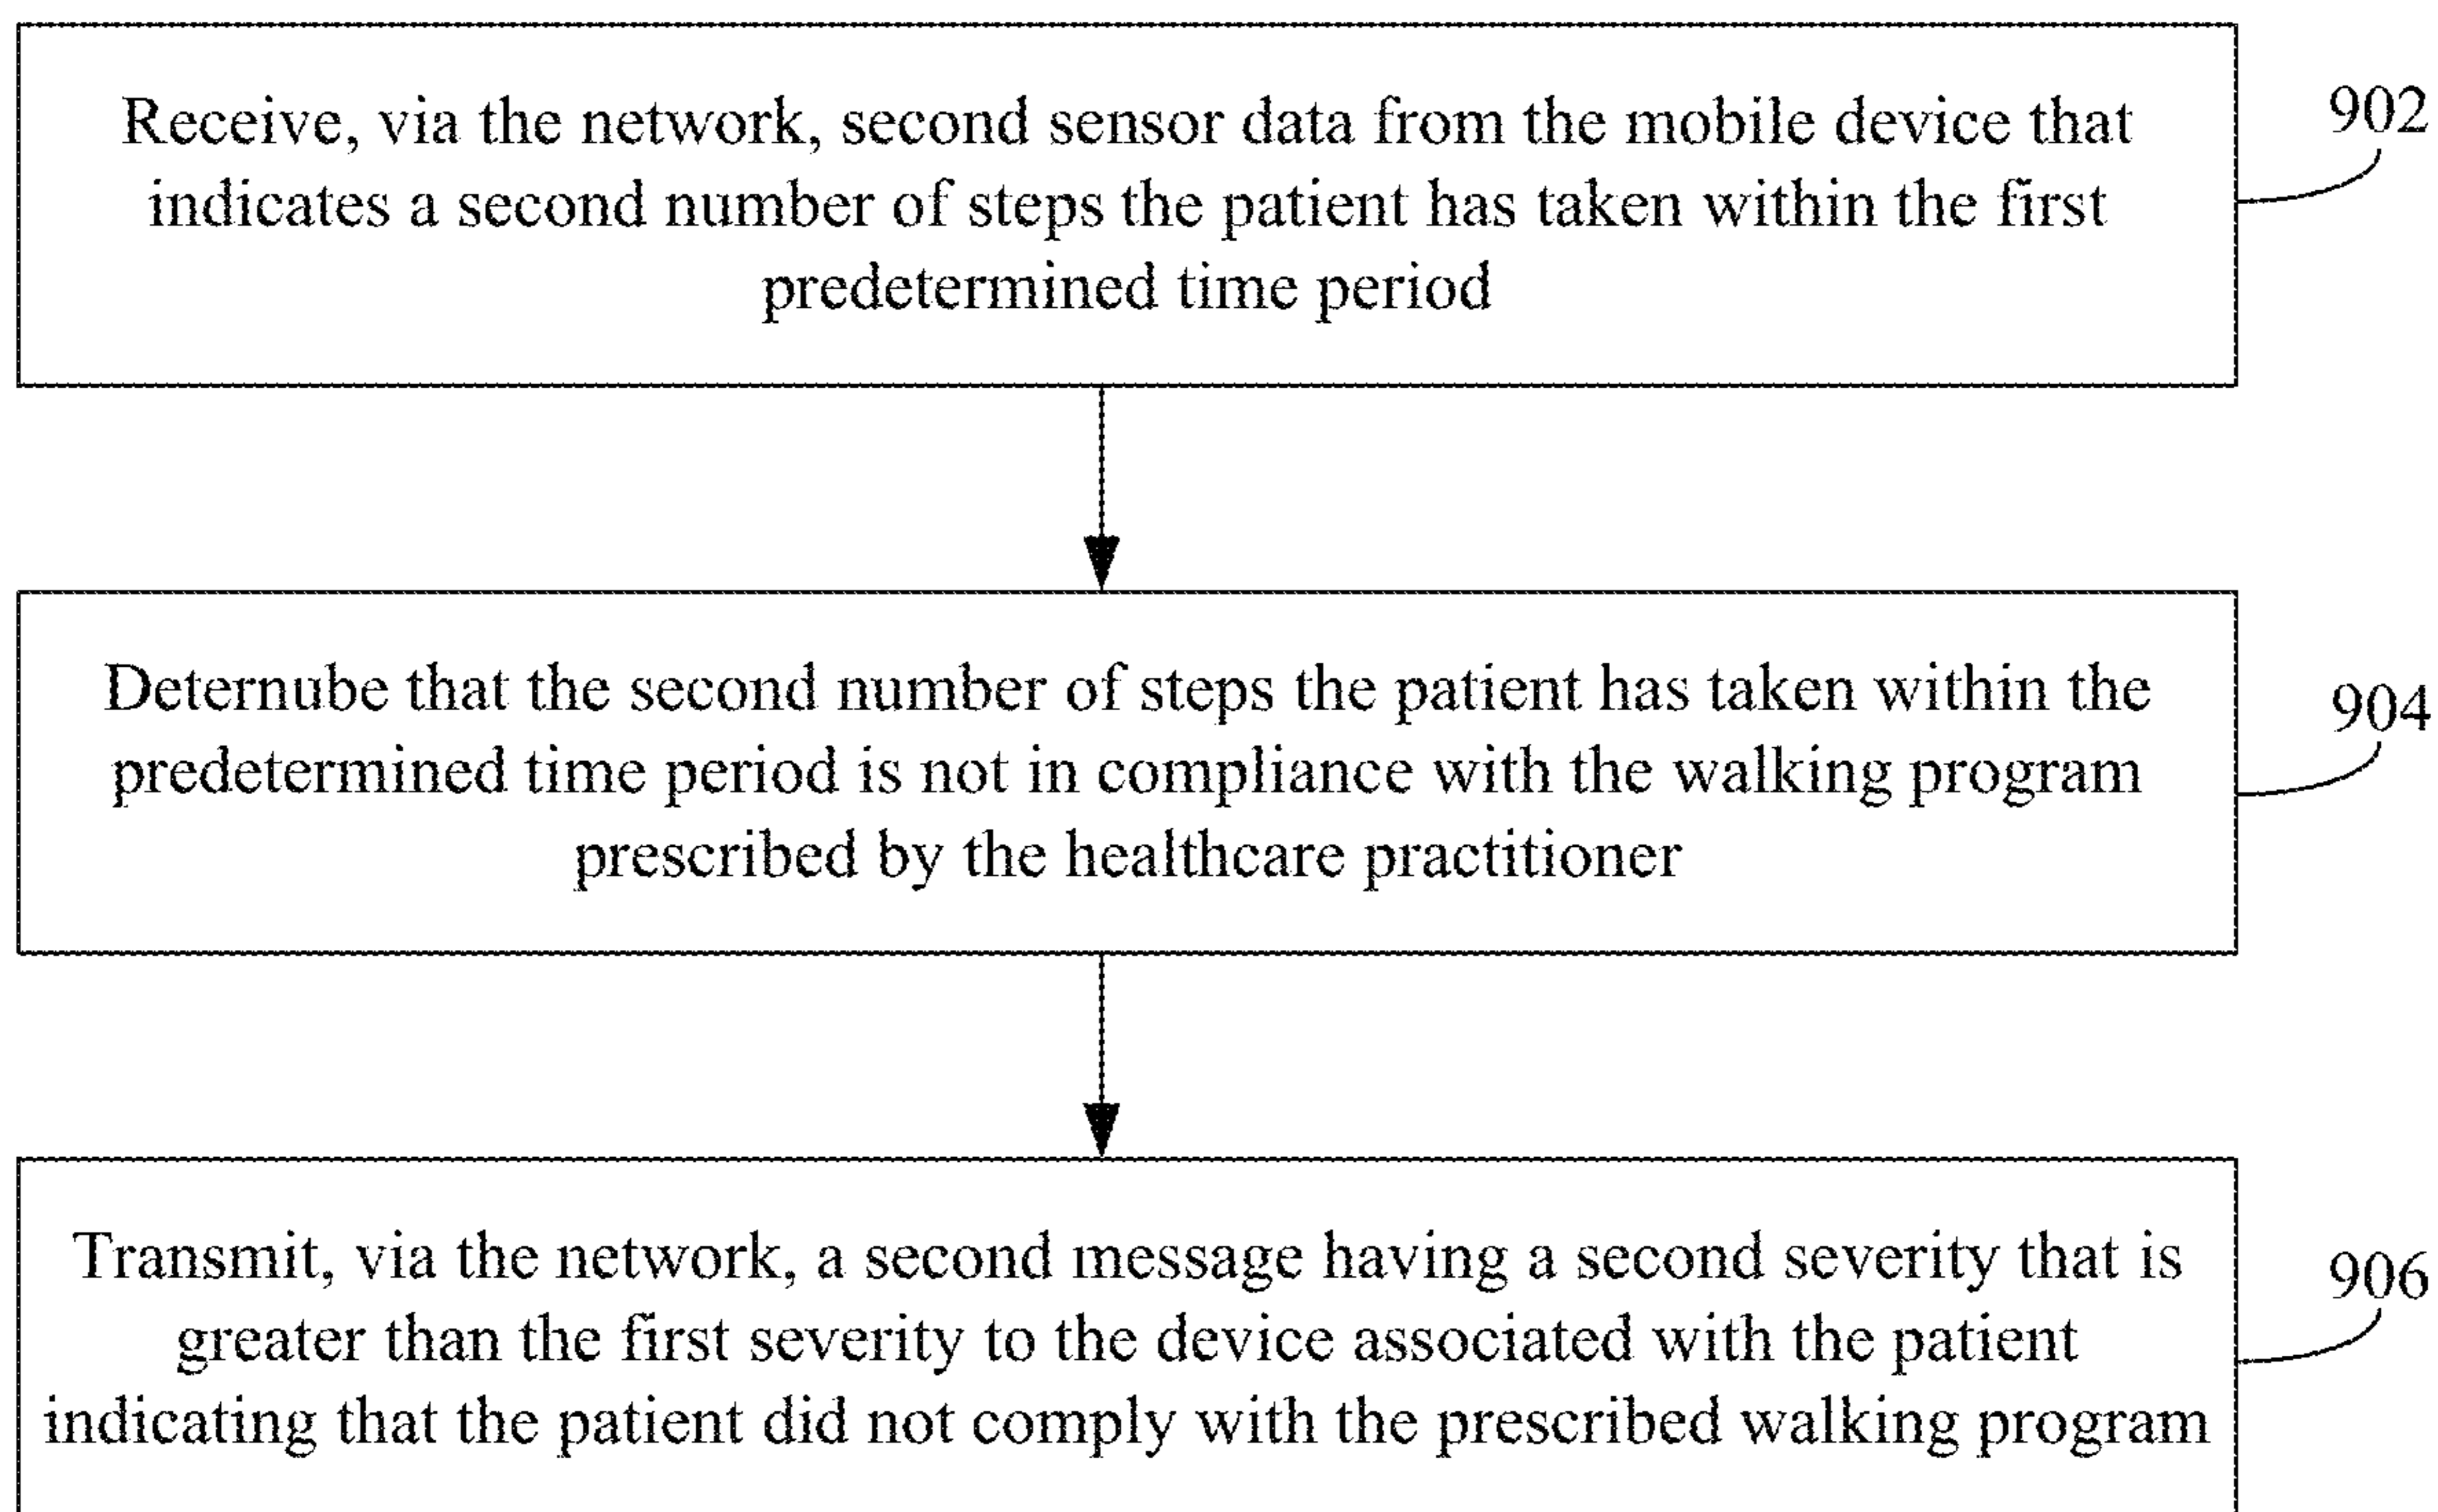 Receive, via the network, second sensor data from the mobile device that
indicates a second number of steps the patient has taken within the first
predetermined time period
902
Deternube that the second number of steps the patient has taken within the
predetermined time period is not in compliance with the walking program
prescribed by the healthcare practitioner
904
Transmit, via the network, a second message having a second severity that is
greater than the first severity to the device associated with the patient
indicating that the patient did not comply with the prescribed walking program
906